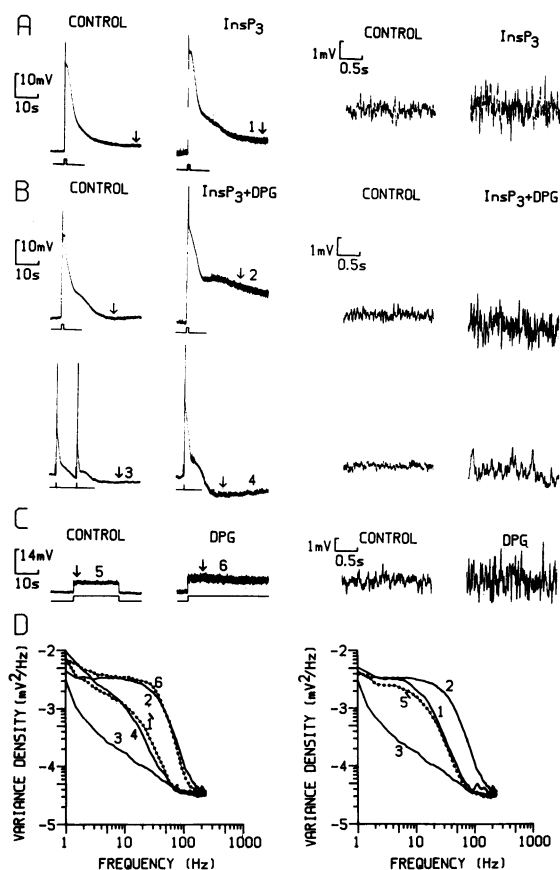 A
CONTROL
InsP3
CONTROL
InsP3
10mV
10s
1mV
0.5s
1
B
CONTROL
InsP3+DPG
CONTROL
InsP3+DPG
10mV
10s
1mV
0.5s
2
3
4
C
CONTROL
DPG
CONTROL
DPG
14mV
10s
1mV
0.5s
5
6
D
-2
-3
-4
-5
VARIANCE DENSITY (mV2/Hz)
6
2
1
4
3
1
10
100
1000
FREQUENCY (Hz)
-2
-3
-4
-5
VARIANCE DENSITY (mV2/Hz)
2
1
5
3
1
10
100
1000
FREQUENCY (Hz)